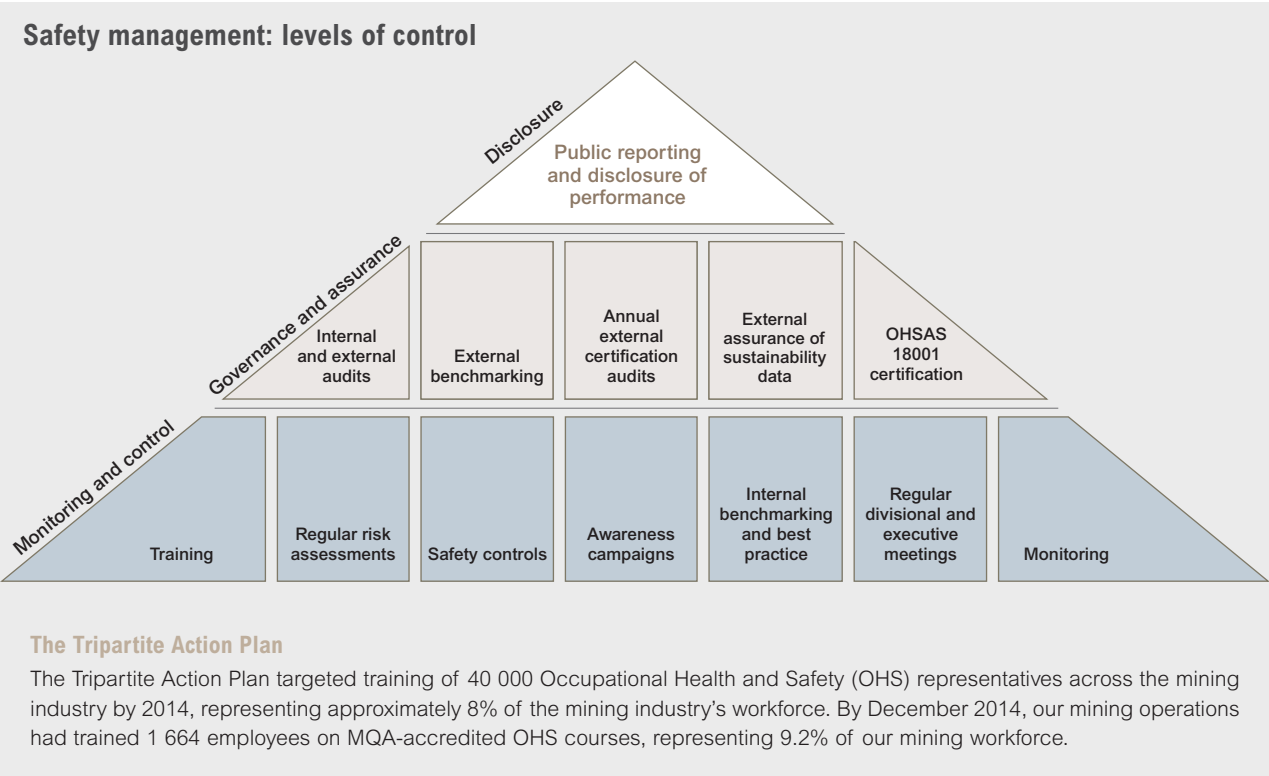 Safety management: levels of control
Disclosure
Public reporting
and disclosure of
performance
Governance and assurance
Internal
and external
audits
External
benchmarking
Annual
external
certification
audits
External
assurance of
sustainability
data
OHSAS
18001
certification
Monitoring and control
Training
Regular risk
assessments
Safety controls
Awareness
campaigns
Internal
benchmarking
and best
practice
Regular
divisional and
executive
meetings
Monitoring
The Tripartite Action Plan
The Tripartite Action Plan targeted training of 40 000 Occupational Health and Safety (OHS) representatives across the mining
industry by 2014, representing approximately 8% of the mining industry’s workforce. By December 2014, our mining operations
had trained 1 664 employees on MQA-accredited OHS courses, representing 9.2% of our mining workforce.